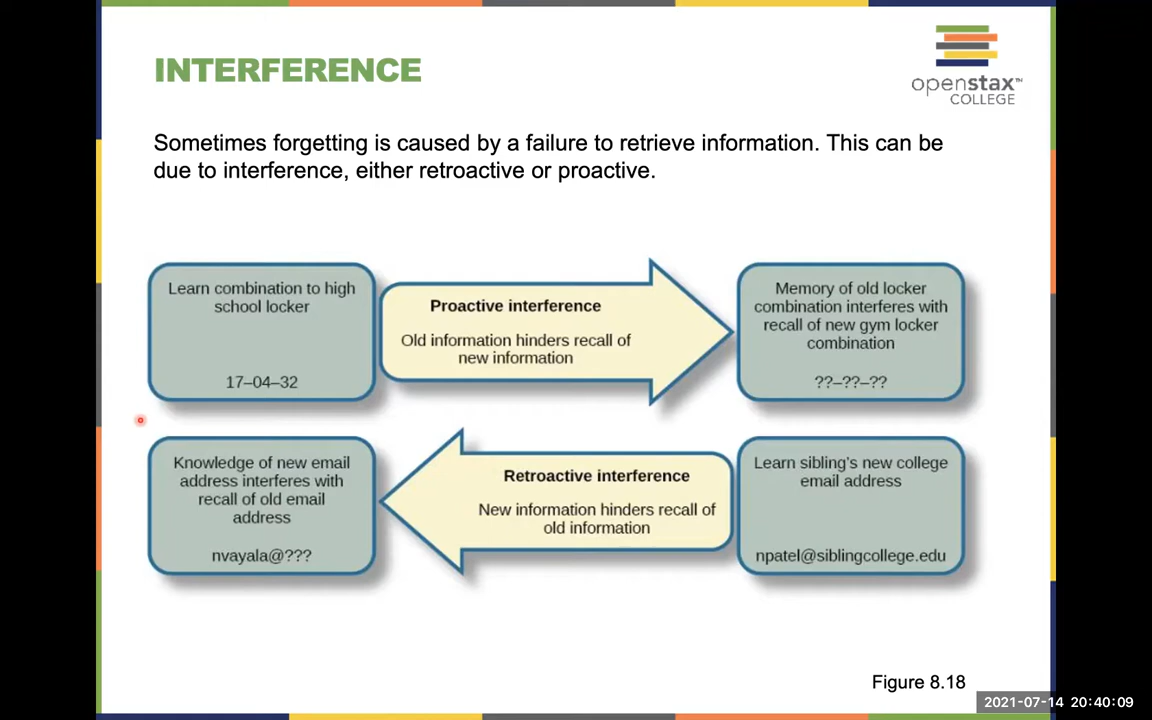 INTERFERENCE
openstax™
COLLEGE
Sometimes forgetting is caused by a failure to retrieve information. This can be
due to interference, either retroactive or proactive.
Learn combination to high
school locker
17–04–32
Proactive interference
Old information hinders recall of
new information
Memory of old locker
combination interferes with
recall of new gym locker
combination
??–??–??
Knowledge of new email
address interferes with
recall of old email
address
nvayala@???
Retroactive interference
New information hinders recall of
old information
Learn sibling’s new college
email address
npatel@siblingcollege.edu
Figure 8.18
2021-07-14 20:40:09